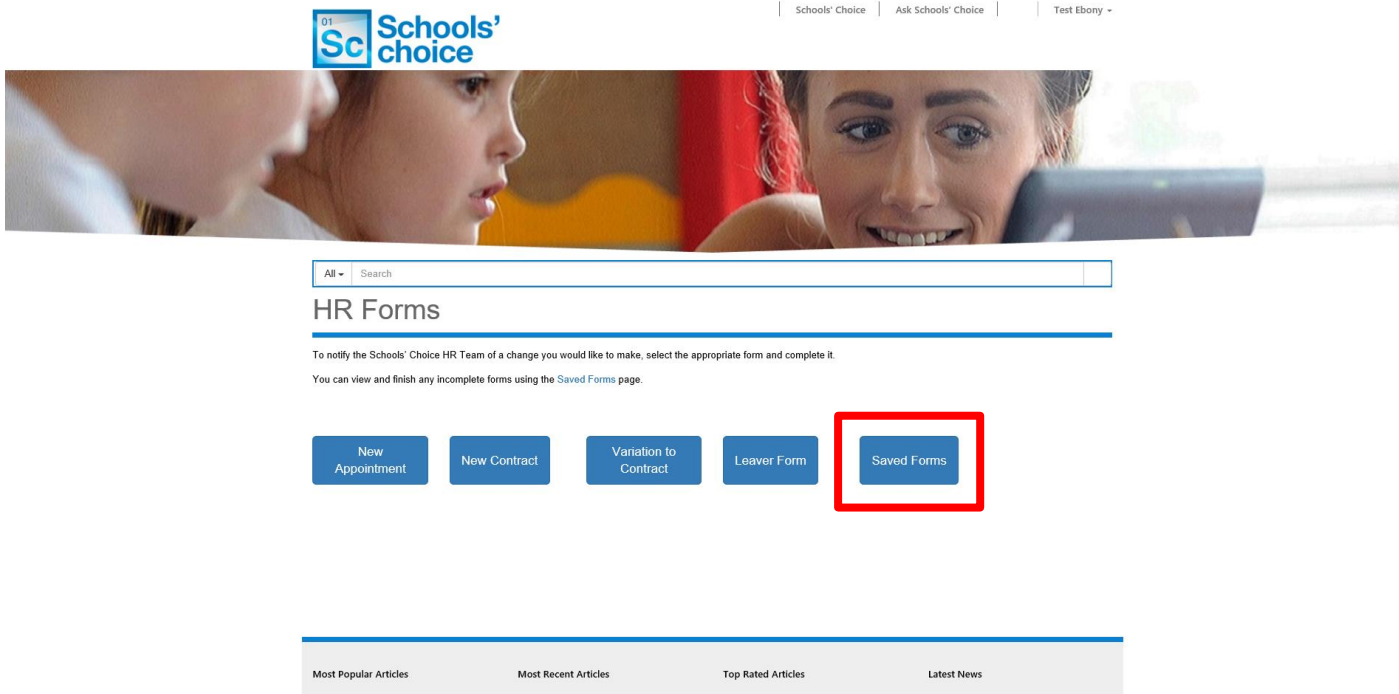 Schools' Choice Ask Schools' Choice Test Ebony
01
Sc Schools'
choice
All Search
HR Forms
To notify the Schools' Choice HR Team of a change you would like to make, select the appropriate form and complete it.
You can view and finish any incomplete forms using the Saved Forms page.
New
Appointment
New Contract
Variation to
Contract
Leaver Form
Saved Forms
Most Popular Articles Most Recent Articles Top Rated Articles Latest News